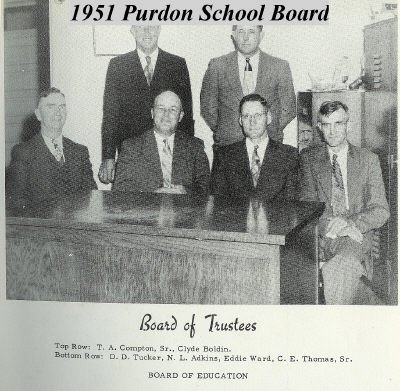 1951 Purdon School Board
Board of Trustees
Top Row: T. A. Compton, Sr., Clyde Boldin.
Bottom Row: D. D. Tucker, N. L. Adkins, Eddie Ward, C. E. Thomas, Sr.
BOARD OF EDUCATION